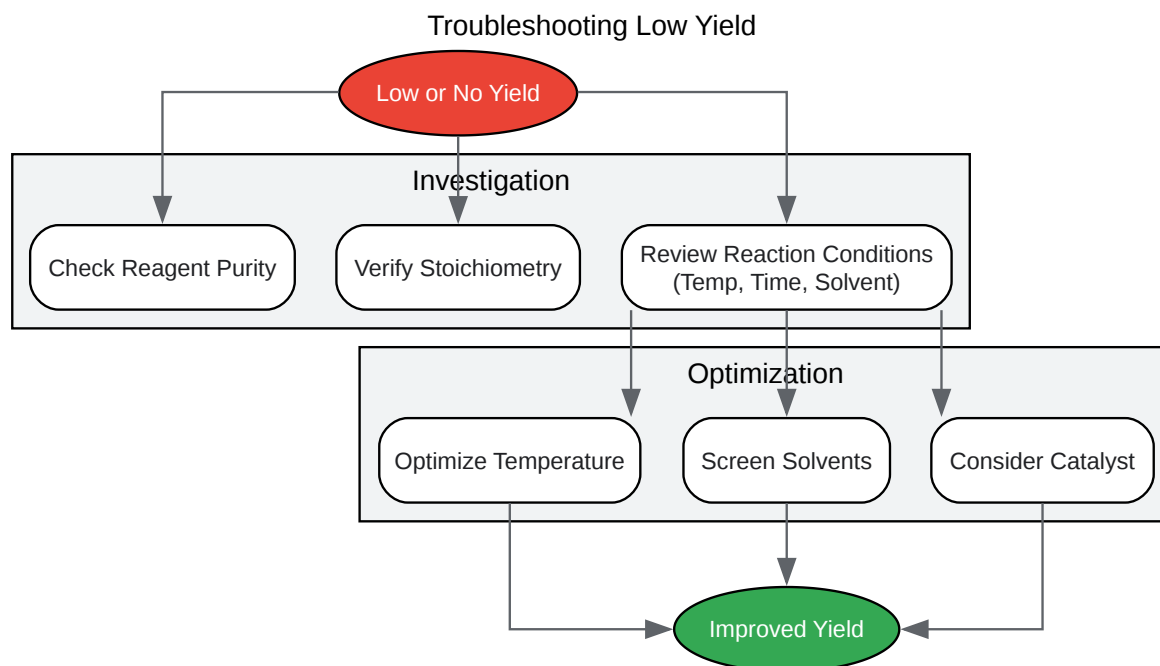 Troubleshooting Low Yield
Low or No Yield
Investigation
Check Reagent Purity
Verify Stoichiometry
Review Reaction Conditions
(Temp, Time, Solvent)
Optimization
Optimize Temperature
Screen Solvents
Consider Catalyst
Improved Yield